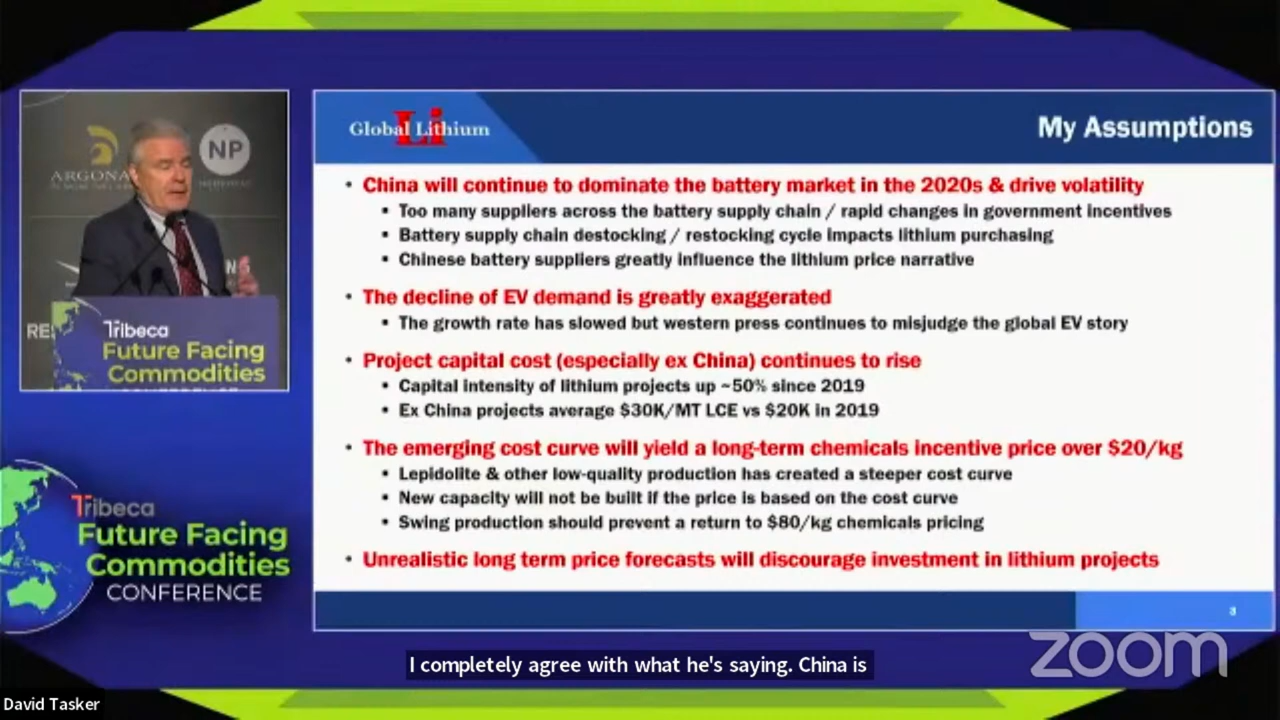 ARGONA
NP
RES
Tribeca
Future Facing
Commodities
Tribeca
Future Facing
Commodities
CONFERENCE
Global Lithium
Li
My Assumptions
• China will continue to dominate the battery market in the 2020s & drive volatility
▪ Too many suppliers across the battery supply chain / rapid changes in government incentives
▪ Battery supply chain destocking / restocking cycle impacts lithium purchasing
▪ Chinese battery suppliers greatly influence the lithium price narrative
• The decline of EV demand is greatly exaggerated
▪ The growth rate has slowed but western press continues to misjudge the global EV story
• Project capital cost (especially ex China) continues to rise
▪ Capital intensity of lithium projects up ~50% since 2019
▪ Ex China projects average $30K/MT LCE vs $20K in 2019
• The emerging cost curve will yield a long-term chemicals incentive price over $20/kg
▪ Lepidolite & other low-quality production has created a steeper cost curve
▪ New capacity will not be built if the price is based on the cost curve
▪ Swing production should prevent a return to $80/kg chemicals pricing
• Unrealistic long term price forecasts will discourage investment in lithium projects
3
zoom
I completely agree with what he's saying. China is
David Tasker